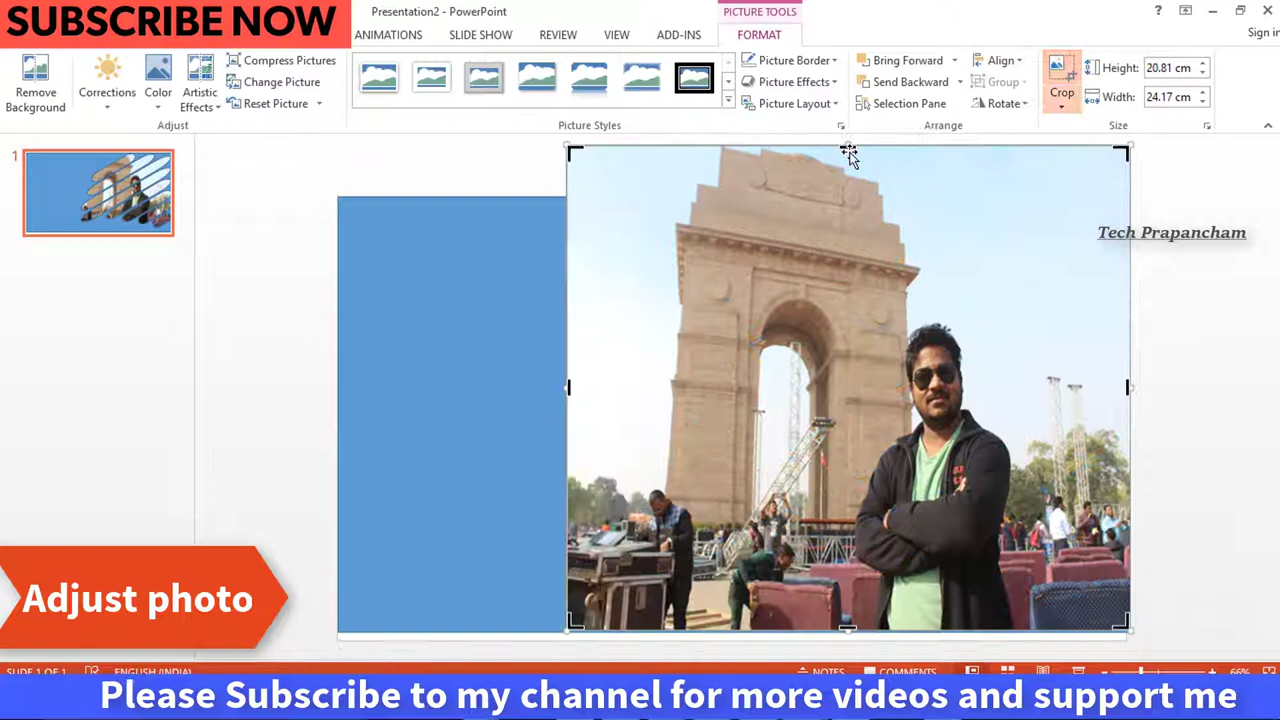 SUBSCRIBE NOW
Presentation2 - PowerPoint
PICTURE TOOLS
?
Sign in
ANIMATIONS
SLIDE SHOW
REVIEW
VIEW
ADD-INS
FORMAT
Remove Background
Corrections
Color
Artistic Effects
Compress Pictures
Change Picture
Reset Picture
Adjust
Picture Styles
Picture Border
Picture Effects
Picture Layout
Bring Forward
Send Backward
Selection Pane
Align
Group
Rotate
Arrange
Crop
Height: 20.81 cm
Width: 24.17 cm
Size
1
Tech Prapancham
Adjust photo
SLIDE 1 OF 1
ENGLISH (INDIA)
NOTES
COMMENTS
66%
Please Subscribe to my channel for more videos and support me